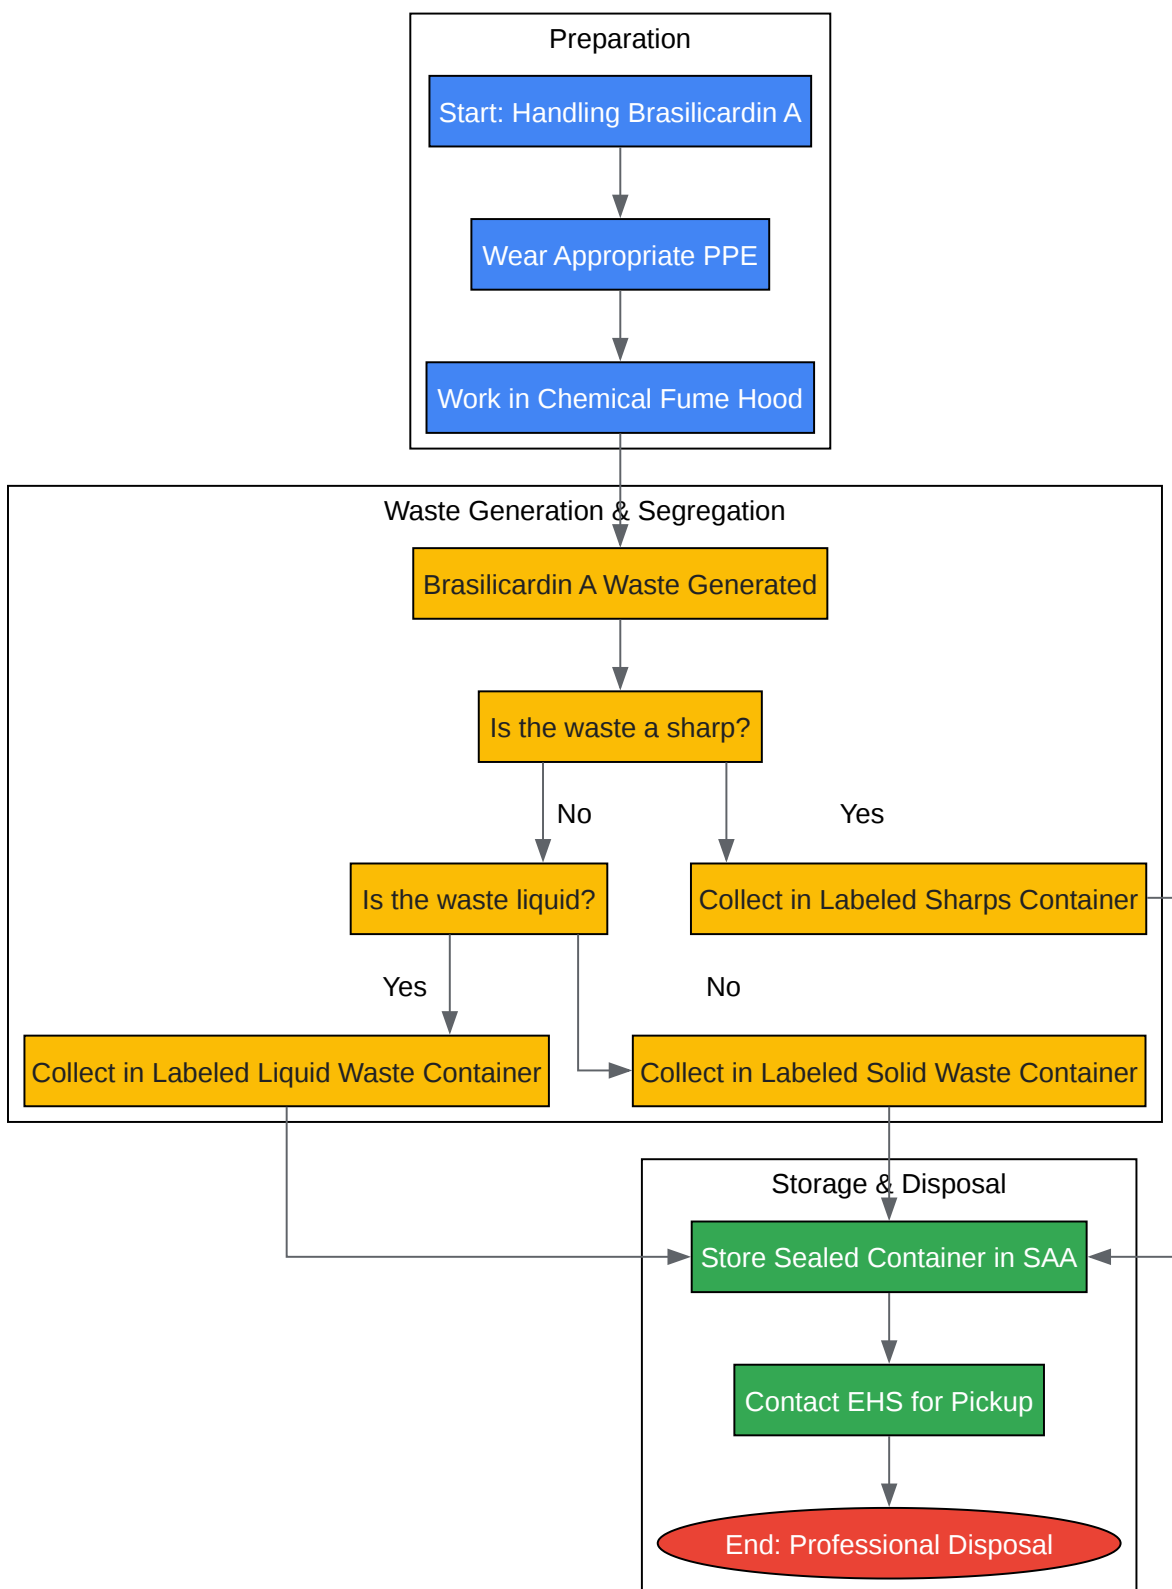 Preparation
Start: Handling Brasilicardin A
Wear Appropriate PPE
Work in Chemical Fume Hood
Waste Generation & Segregation
Brasilicardin A Waste Generated
Is the waste a sharp?
No
Yes
Is the waste liquid?
Collect in Labeled Sharps Container
Yes
No
Collect in Labeled Liquid Waste Container
Collect in Labeled Solid Waste Container
Storage & Disposal
Store Sealed Container in SAA
Contact EHS for Pickup
End: Professional Disposal